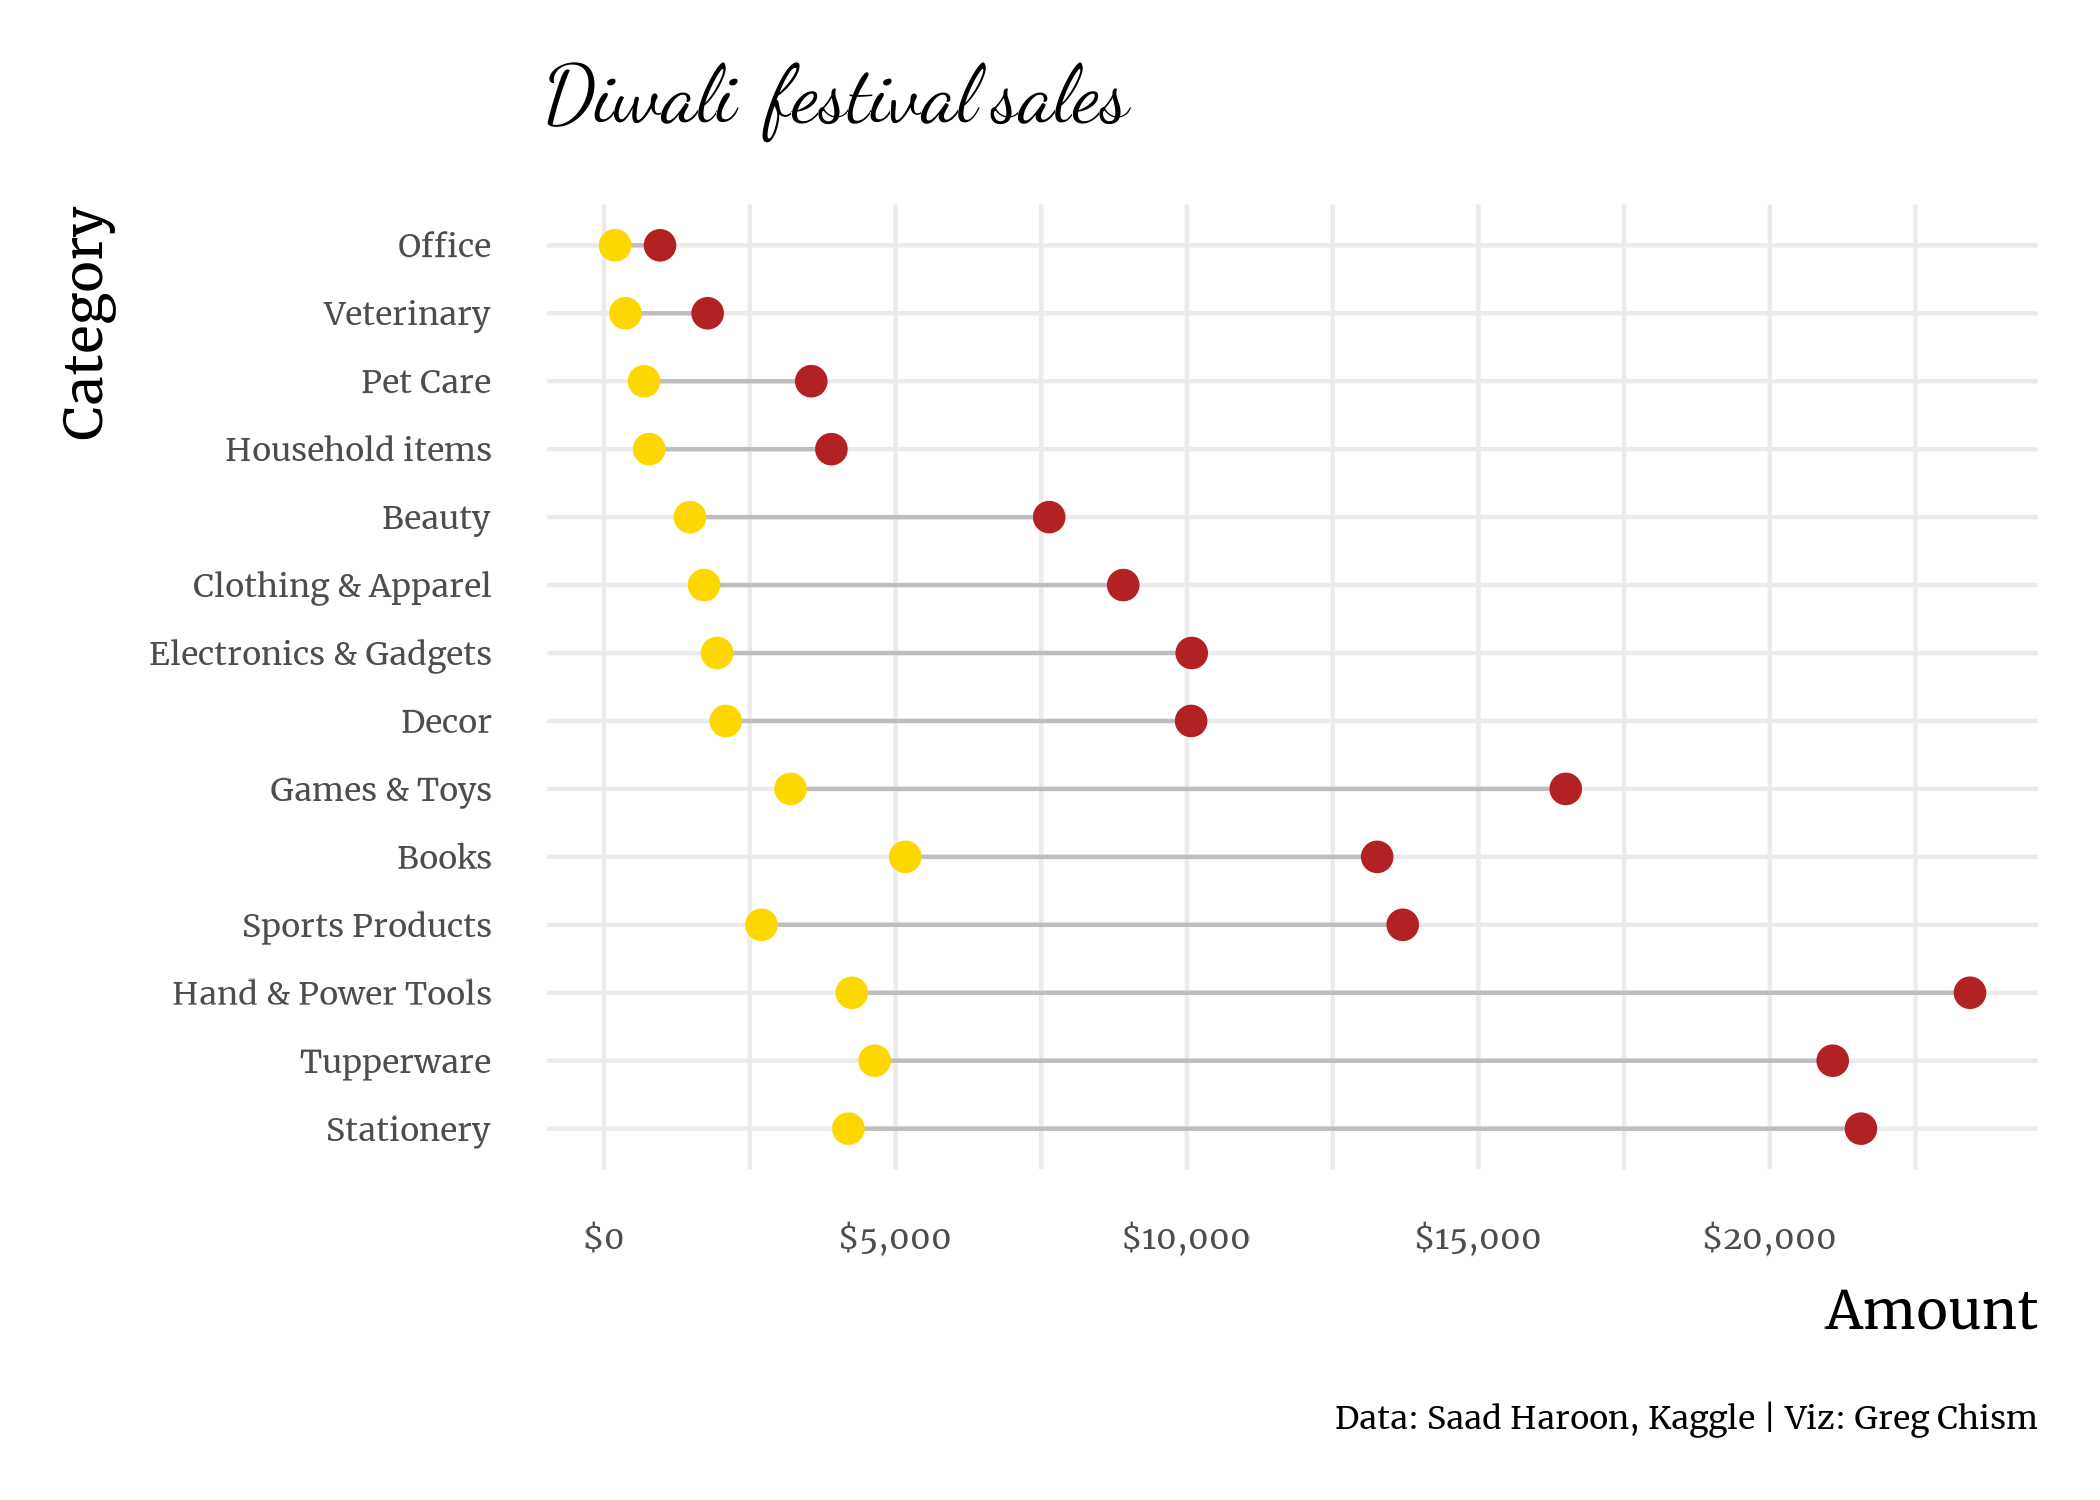 Diwali festival sales
Category
Office
Veterinary
Pet Care
Household items
Beauty
Clothing & Apparel
Electronics & Gadgets
Decor
Games & Toys
Books
Sports Products
Hand & Power Tools
Tupperware
Stationery
$0 $5,000 $10,000 $15,000 $20,000
Amount
Data: Saad Haroon, Kaggle | Viz: Greg Chism